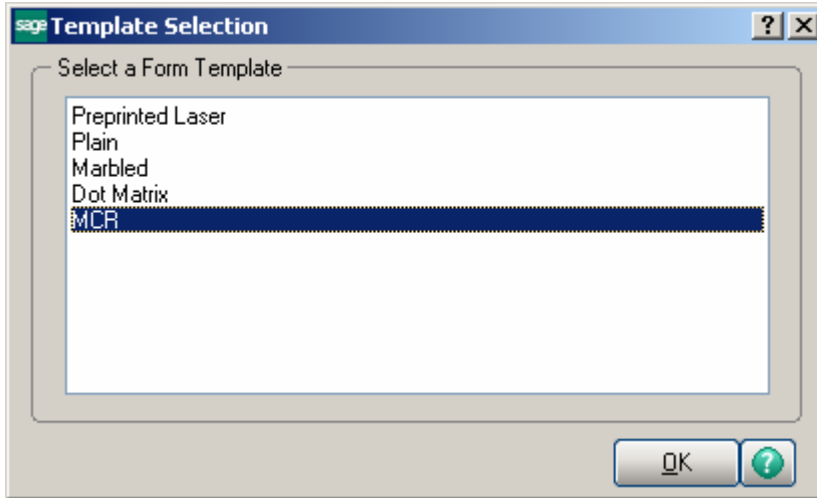 sage Template Selection
Select a Form Template
Preprinted Laser
Plain
Marbled
Dot Matrix
MCR
OK